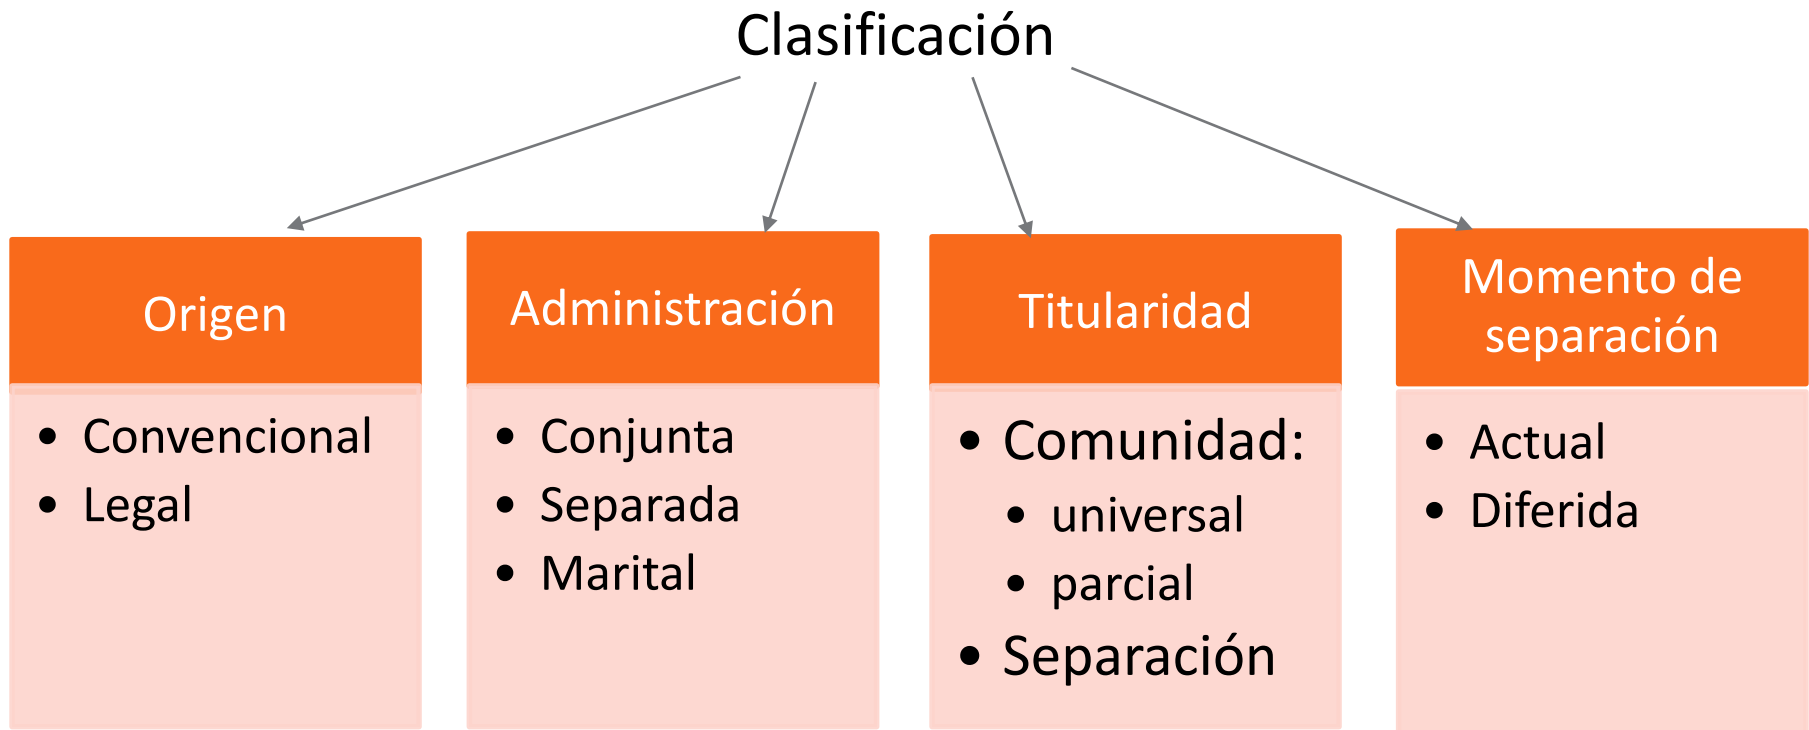 Clasificación
Origen
• Convencional
• Legal
Administración
• Conjunta
• Separada
• Marital
Titularidad
• Comunidad:
• universal
• parcial
• Separación
Momento de
separación
• Actual
• Diferida